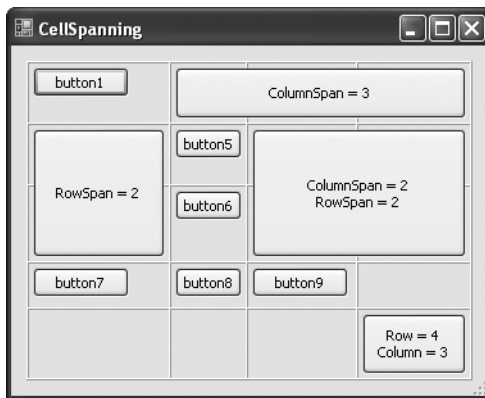 CellSpanning
button1
ColumnSpan = 3
RowSpan = 2
button5
ColumnSpan = 2
RowSpan = 2
button6
button7
button8
button9
Row = 4
Column = 3